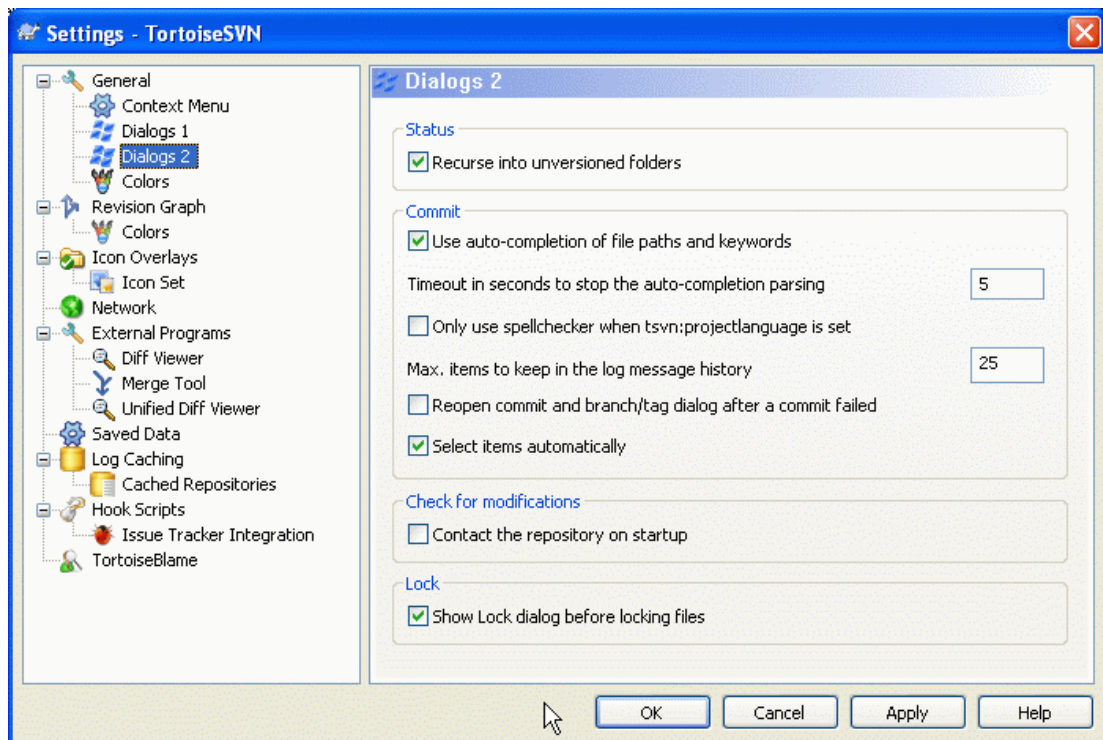 Settings - TortoiseSVN
General
Context Menu
Dialogs 1
Dialogs 2
Colors
Revision Graph
Colors
Icon Overlays
Icon Set
Network
External Programs
Diff Viewer
Merge Tool
Unified Diff Viewer
Saved Data
Log Caching
Cached Repositories
Hook Scripts
Issue Tracker Integration
TortoiseBlame
Dialogs 2
Status
Recurse into unversioned folders
Commit
Use auto-completion of file paths and keywords
Timeout in seconds to stop the auto-completion parsing 5
Only use spellchecker when tsvn:projectlanguage is set
Max. items to keep in the log message history 25
Reopen commit and branch/tag dialog after a commit failed
Select items automatically
Check for modifications
Contact the repository on startup
Lock
Show Lock dialog before locking files
OK Cancel Apply Help